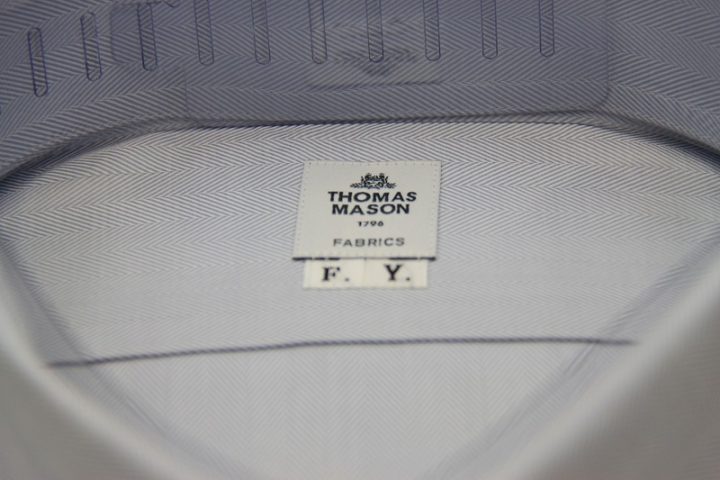 THOMAS
MASON
1796
FABRICS
F. Y.